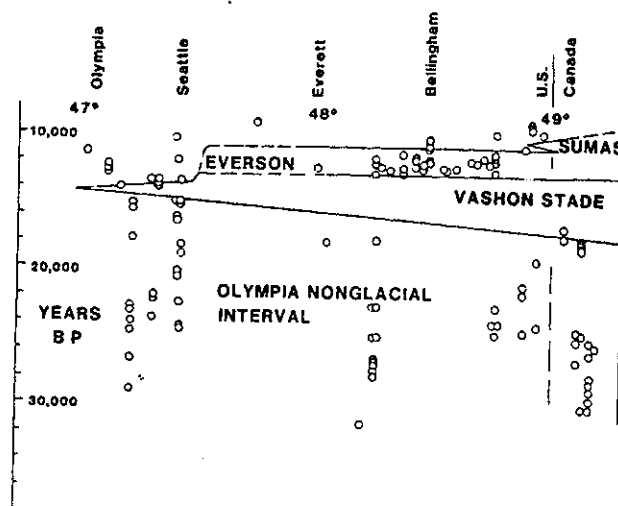 Olympia
Seattle
Everett
Bellingham
U.S.
Canada
47°
48°
49°
10,000
EVERSON
SUMAS
VASHON STADE
20,000
OLYMPIA NONGLACIAL
INTERVAL
YEARS
B P
30,000